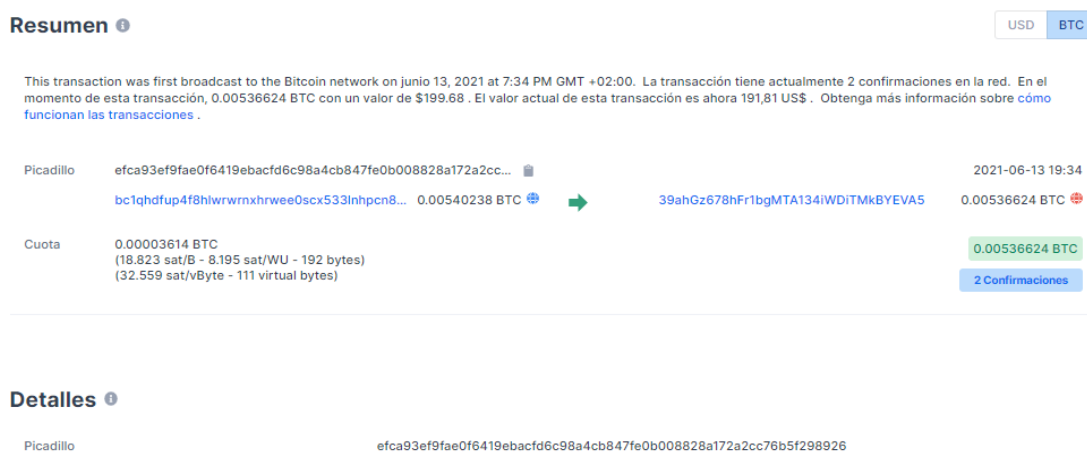 Resumen
USD BTC
This transaction was first broadcast to the Bitcoin network on junio 13, 2021 at 7:34 PM GMT +02:00. La transacción tiene actualmente 2 confirmaciones en la red. En el
momento de esta transacción, 0.00536624 BTC con un valor de $199.68 . El valor actual de esta transacción es ahora 191,81 US$ . Obtenga más información sobre cómo
funcionan las transacciones .
Picadillo efca93ef9fae0f6419ebacfd6c98a4cb847fe0b008828a172a2cc... 2021-06-13 19:34
bc1qhdfup4f8hlwrwrnxhrwee0scx533lnhpcn8... 0.00540238 BTC 39ahGz678hFr1bgMTA134iWDiTMkBYEVA5 0.00536624 BTC
Cuota 0.00003614 BTC 0.00536624 BTC
(18.823 sat/B - 8.195 sat/WU - 192 bytes)
(32.559 sat/vByte - 111 virtual bytes) 2 Confirmaciones
Detalles
Picadillo efca93ef9fae0f6419ebacfd6c98a4cb847fe0b008828a172a2cc76b5f298926